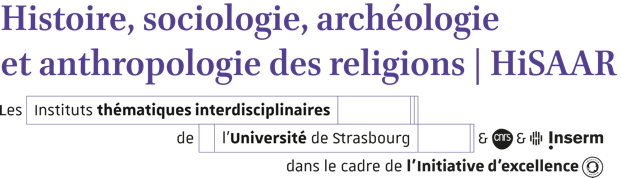 Histoire, sociologie, archéologie
et anthropologie des religions | HiSAAR
Les Instituts thématiques interdisciplinaires
de l'Université de Strasbourg & cnrs & Inserm
dans le cadre de l'Initiative d'excellence